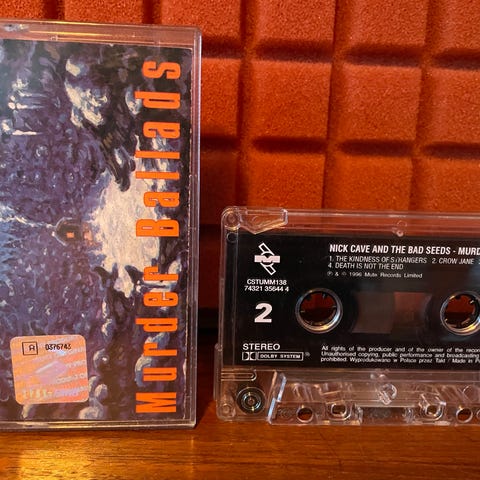 Murder Ballads
A 0376743
NICK CAVE AND THE BAD SEEDS - MURD
1. THE KINDNESS OF STRANGERS 2. CROW JANE
4. DEATH IS NOT THE END
℗ & © 1996 Mute Records Limited
CSTUMM138
74321 35644 4
2
STEREO
DOLBY SYSTEM
All rights of the producer and of the owner of the recor
Unauthorised copying, public performance and broadcasting
prohibited. Wyprodukowano w Polsce przez Takt / Made in P